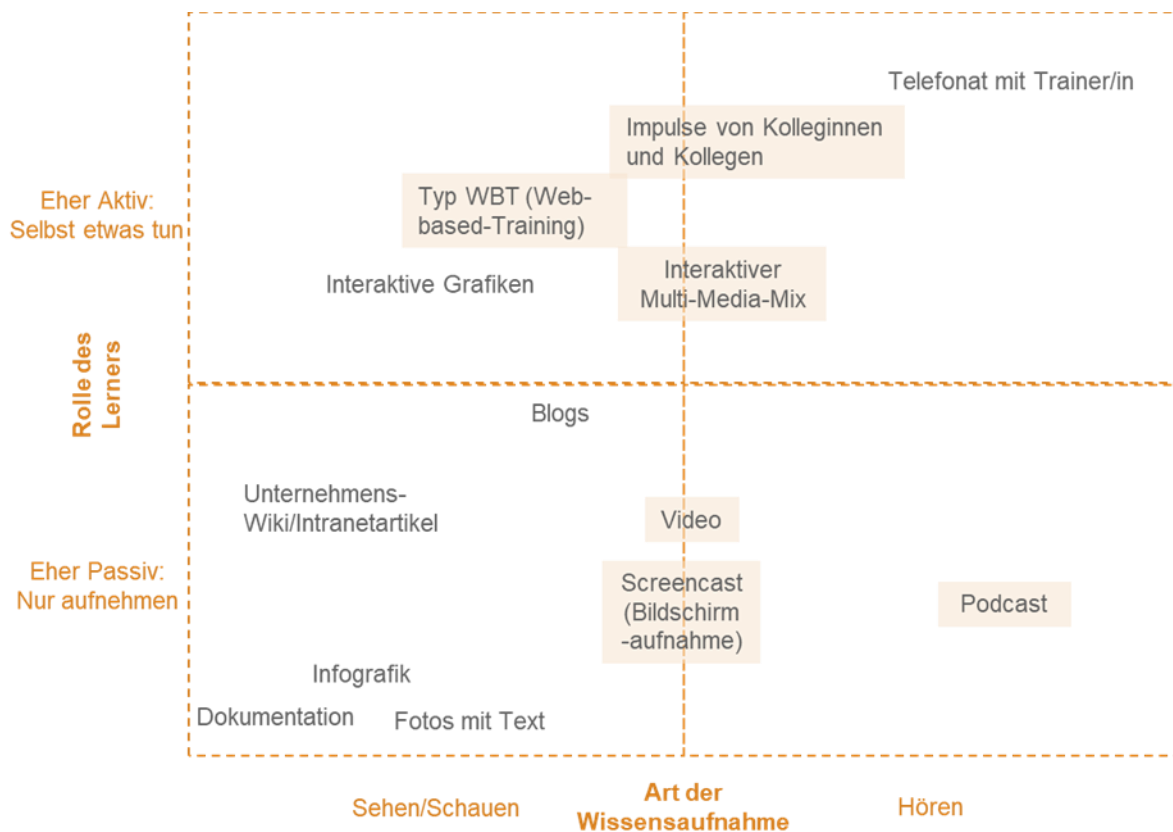 Telefonat mit Trainer/in
Impulse von Kolleginnen
und Kollegen
Eher Aktiv:
Selbst etwas tun
Typ WBT (Web-
based-Training)
Interaktive Grafiken
Interaktiver
Multi-Media-Mix
Rolle des
Lerners
Blogs
Unternehmens-
Wiki/Intranetartikel
Video
Eher Passiv:
Nur aufnehmen
Screencast
(Bildschirm
-aufnahme)
Podcast
Infografik
Dokumentation
Fotos mit Text
Sehen/Schauen
Art der
Wissensaufnahme
Hören